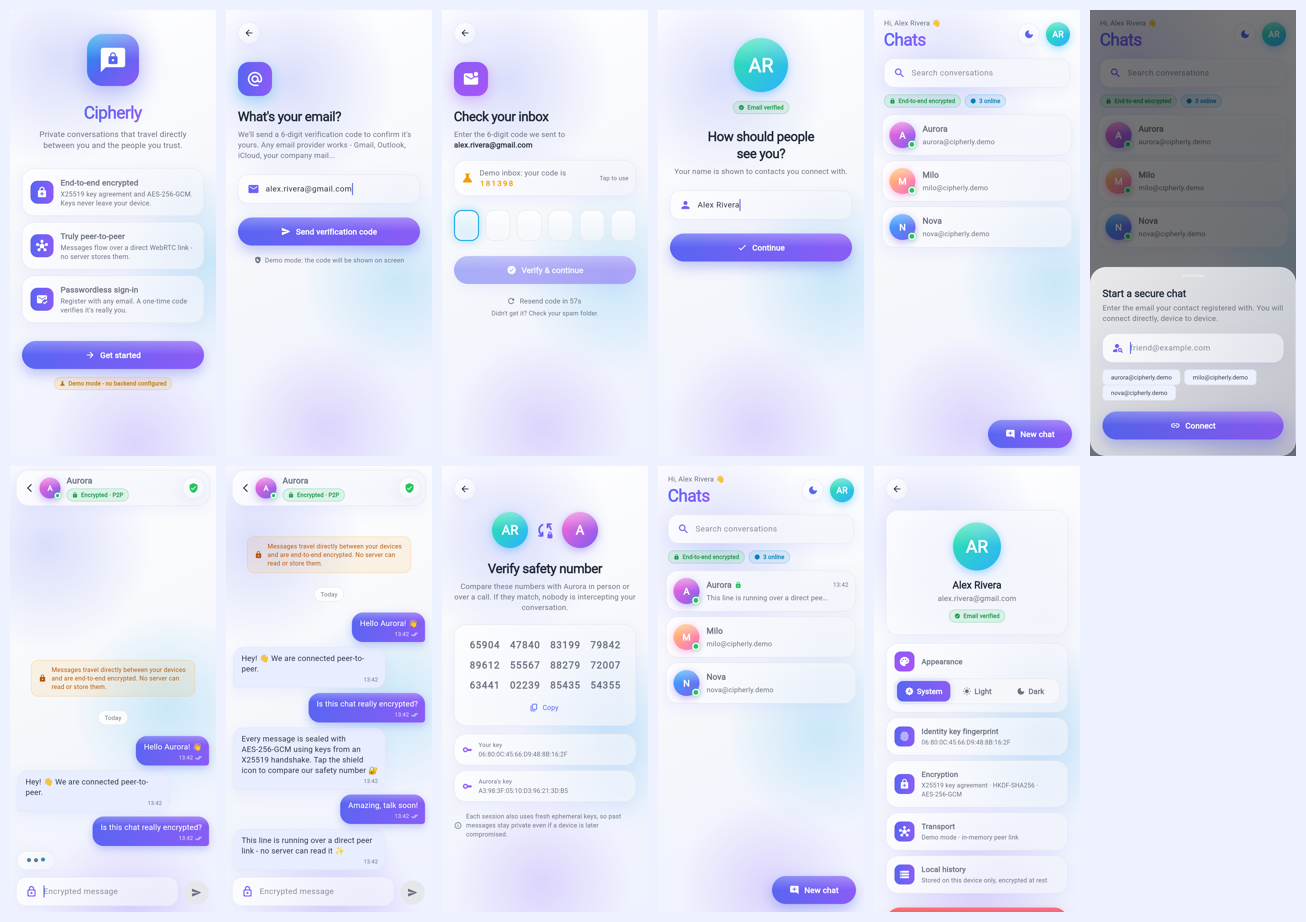 Cipherly
Private conversations that travel directly
between you and the people you trust.
End-to-end encrypted
X25519 key agreement and AES-256-GCM.
Keys never leave your device.
Truly peer-to-peer
Messages flow over a direct WebRTC link -
no server stores them.
Passwordless sign-in
Register with any email. A one-time code
verifies it's really you.
Get started
Demo mode - no backend configured
What's your email?
We'll send a 6-digit verification code to confirm it's
yours. Any email provider works - Gmail, Outlook,
iCloud, your company mail...
alex.rivera@gmail.com
Send verification code
Demo mode: the code will be shown on screen
Check your inbox
Enter the 6-digit code we sent to
alex.rivera@gmail.com
Demo inbox: your code is
181398
Tap to use
Verify & continue
Resend code in 57s
Didn't get it? Check your spam folder.
AR
Email verified
How should people
see you?
Your name is shown to contacts you connect with.
Alex Rivera
Continue
Hi, Alex Rivera 👋
Chats
AR
Search conversations
End-to-end encrypted
3 online
A
Aurora
aurora@cipherly.demo
M
Milo
milo@cipherly.demo
N
Nova
nova@cipherly.demo
New chat
Hi, Alex Rivera 👋
Chats
AR
Search conversations
End-to-end encrypted
3 online
A
Aurora
aurora@cipherly.demo
M
Milo
milo@cipherly.demo
N
Nova
nova@cipherly.demo
Start a secure chat
Enter the email your contact registered with. You will
connect directly, device to device.
friend@example.com
aurora@cipherly.demo
milo@cipherly.demo
nova@cipherly.demo
Connect
A
Aurora
Encrypted · P2P
Messages travel directly between your devices
and are end-to-end encrypted. No server can
read or store them.
Today
Hello Aurora! 👋
13:42
Hey! 👋 We are connected peer-to-
peer.
13:42
Is this chat really encrypted?
13:42
Encrypted message
A
Aurora
Encrypted · P2P
Messages travel directly between your devices
and are end-to-end encrypted. No server can
read or store them.
Today
Hello Aurora! 👋
13:42
Hey! 👋 We are connected peer-to-
peer.
13:42
Is this chat really encrypted?
13:42
Every message is sealed with
AES-256-GCM using keys from an
X25519 handshake. Tap the shield
icon to compare our safety number 🔐
13:42
Amazing, talk soon!
13:42
This line is running over a direct peer
link - no server can read it ✨
13:42
Encrypted message
AR
A
Verify safety number
Compare these numbers with Aurora in person or
over a call. If they match, nobody is intercepting your
conversation.
65904 47840 83199 79842
89612 55567 88279 72007
63441 02239 85435 54355
Copy
Your key
06:80:0C:45:66:D9:48:8B:16:2F
Aurora's key
A3:98:3F:05:10:D3:96:21:3D:B5
Each session also uses fresh ephemeral keys, so past
messages stay private even if a device is later
compromised.
Hi, Alex Rivera 👋
Chats
AR
Search conversations
End-to-end encrypted
3 online
A
Aurora
13:42
This line is running over a direct pee...
M
Milo
milo@cipherly.demo
N
Nova
nova@cipherly.demo
New chat
AR
Alex Rivera
alex.rivera@gmail.com
Email verified
Appearance
System
Light
Dark
Identity key fingerprint
06:80:0C:45:66:D9:48:8B:16:2F
Encryption
X25519 key agreement · HKDF-SHA256 ·
AES-256-GCM
Transport
Demo mode · in-memory peer link
Local history
Stored on this device only, encrypted at rest